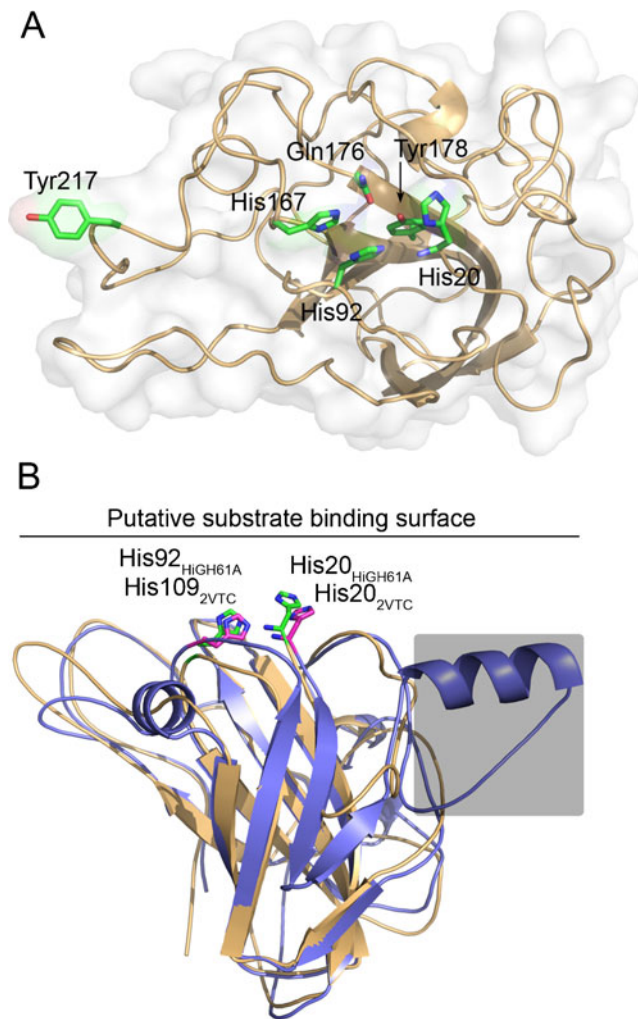 A
Gln176 Tyr178
Tyr217
His167
His20
His92
B
Putative substrate binding surface
His92HiGH61A His20HiGH61A
His1092VTC His202VTC